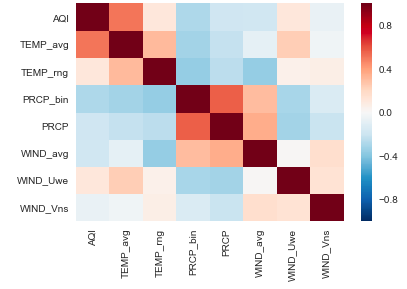 AQI
TEMP_avg
TEMP_rng
PRCP_bin
PRCP
WIND_avg
WIND_Uwe
WIND_Vns
AQI
TEMP_avg
TEMP_rng
PRCP_bin
PRCP
WIND_avg
WIND_Uwe
WIND_Vns
0.8
0.4
0.0
−0.4
−0.8